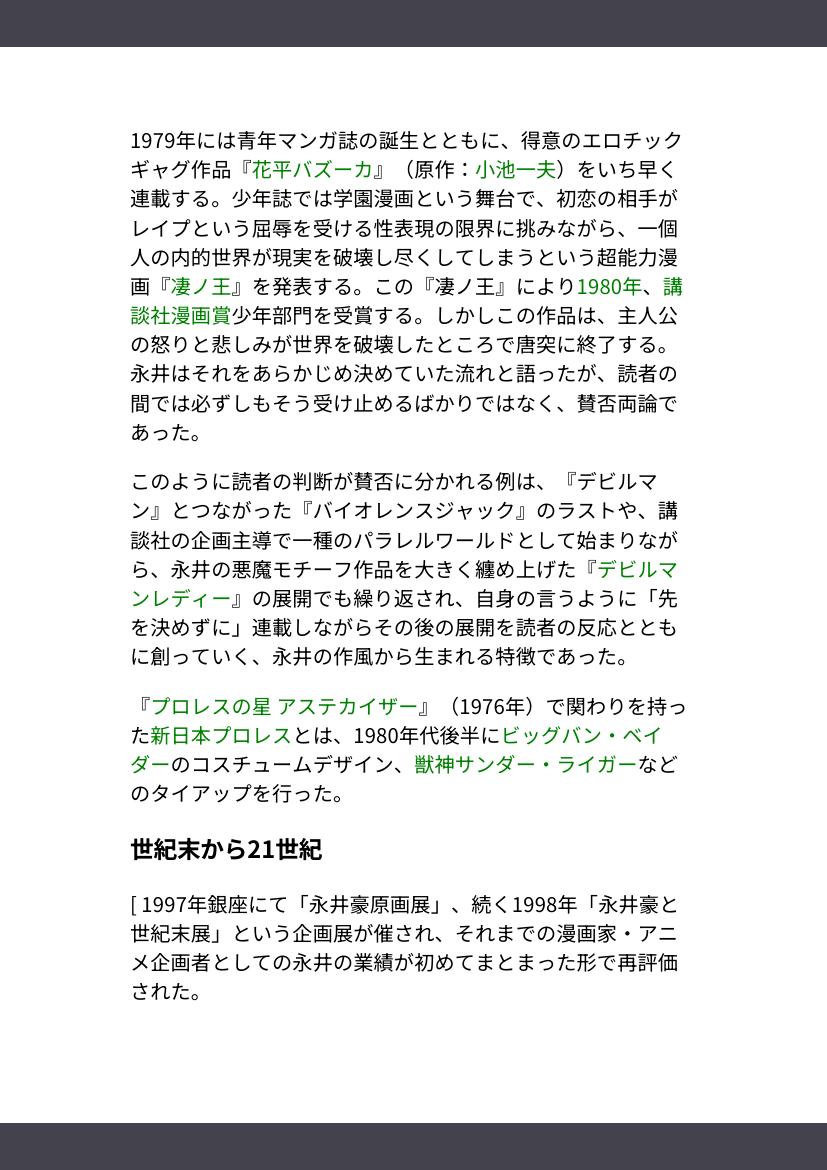 1979年には青年マンガ誌の誕生とともに、得意のエロチック
ギャグ作品『花平バズーカ』（原作：小池一夫）をいち早く
連載する。少年誌では学園漫画という舞台で、初恋の相手が
レイプという屈辱を受ける性表現の限界に挑みながら、一個
人の内的世界が現実を破壊し尽くしてしまうという超能力漫
画『凄ノ王』を発表する。この『凄ノ王』により1980年、講
談社漫画賞少年部門を受賞する。しかしこの作品は、主人公
の怒りと悲しみが世界を破壊したところで唐突に終了する。
永井はそれをあらかじめ決めていた流れと語ったが、読者の
間では必ずしもそう受け止めるばかりではなく、賛否両論で
あった。
このように読者の判断が賛否に分かれる例は、『デビルマ
ン』とつながった『バイオレンスジャック』のラストや、講
談社の企画主導で一種のパラレルワールドとして始まりなが
ら、永井の悪魔モチーフ作品を大きく纏め上げた『デビルマ
ンレディー』の展開でも繰り返され、自身の言うように「先
を決めずに」連載しながらその後の展開を読者の反応ととも
に創っていく、永井の作風から生まれる特徴であった。
『プロレスの星 アステカイザー』（1976年）で関わりを持っ
た新日本プロレスとは、1980年代後半にビッグバン・ベイ
ダーのコスチュームデザイン、獣神サンダー・ライガーなど
のタイアップを行った。
世紀末から21世紀
[ 1997年銀座にて「永井豪原画展」、続く1998年「永井豪と
世紀末展」という企画展が催され、それまでの漫画家・アニ
メ企画者としての永井の業績が初めてまとまった形で再評価
された。